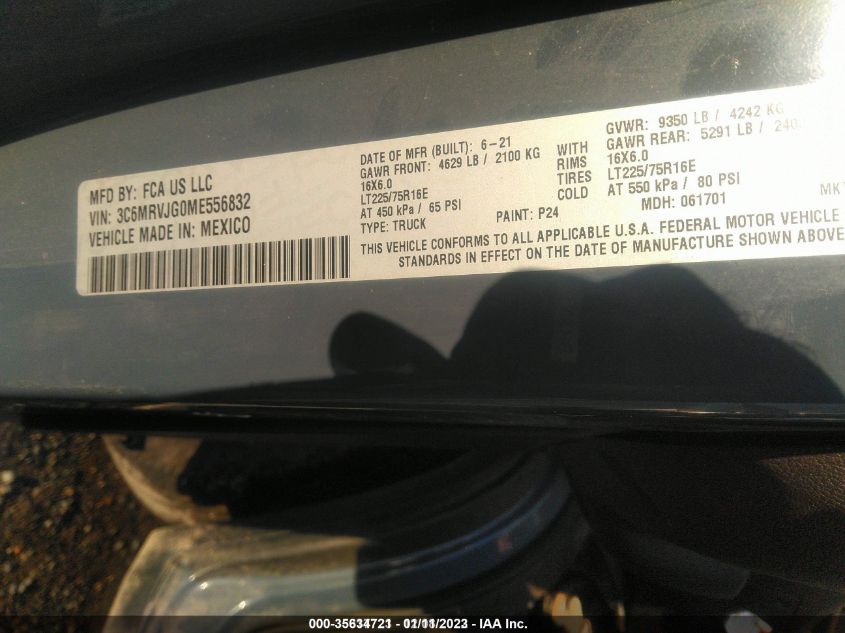 MFD BY: FCA US LLC
VIN: 3C6MRVJG0ME556832
VEHICLE MADE IN: MEXICO
DATE OF MFR (BUILT): 6-21
GAWR FRONT: 4629 LB / 2100 KG
16X6.0
LT225/75R16E
AT 450 kPa / 65 PSI
TYPE: TRUCK
PAINT: P24
WITH
RIMS
TIRES
COLD
GVWR: 9350 LB / 4242 KG
GAWR REAR: 5291 LB / 240
16X6.0
LT225/75R16E
AT 550 kPa / 80 PSI
MDH: 061701
THIS VEHICLE CONFORMS TO ALL APPLICABLE U.S.A. FEDERAL MOTOR VEHICLE
STANDARDS IN EFFECT ON THE DATE OF MANUFACTURE SHOWN ABOVE
000-35634721 - 01/11/2023 - IAA Inc.